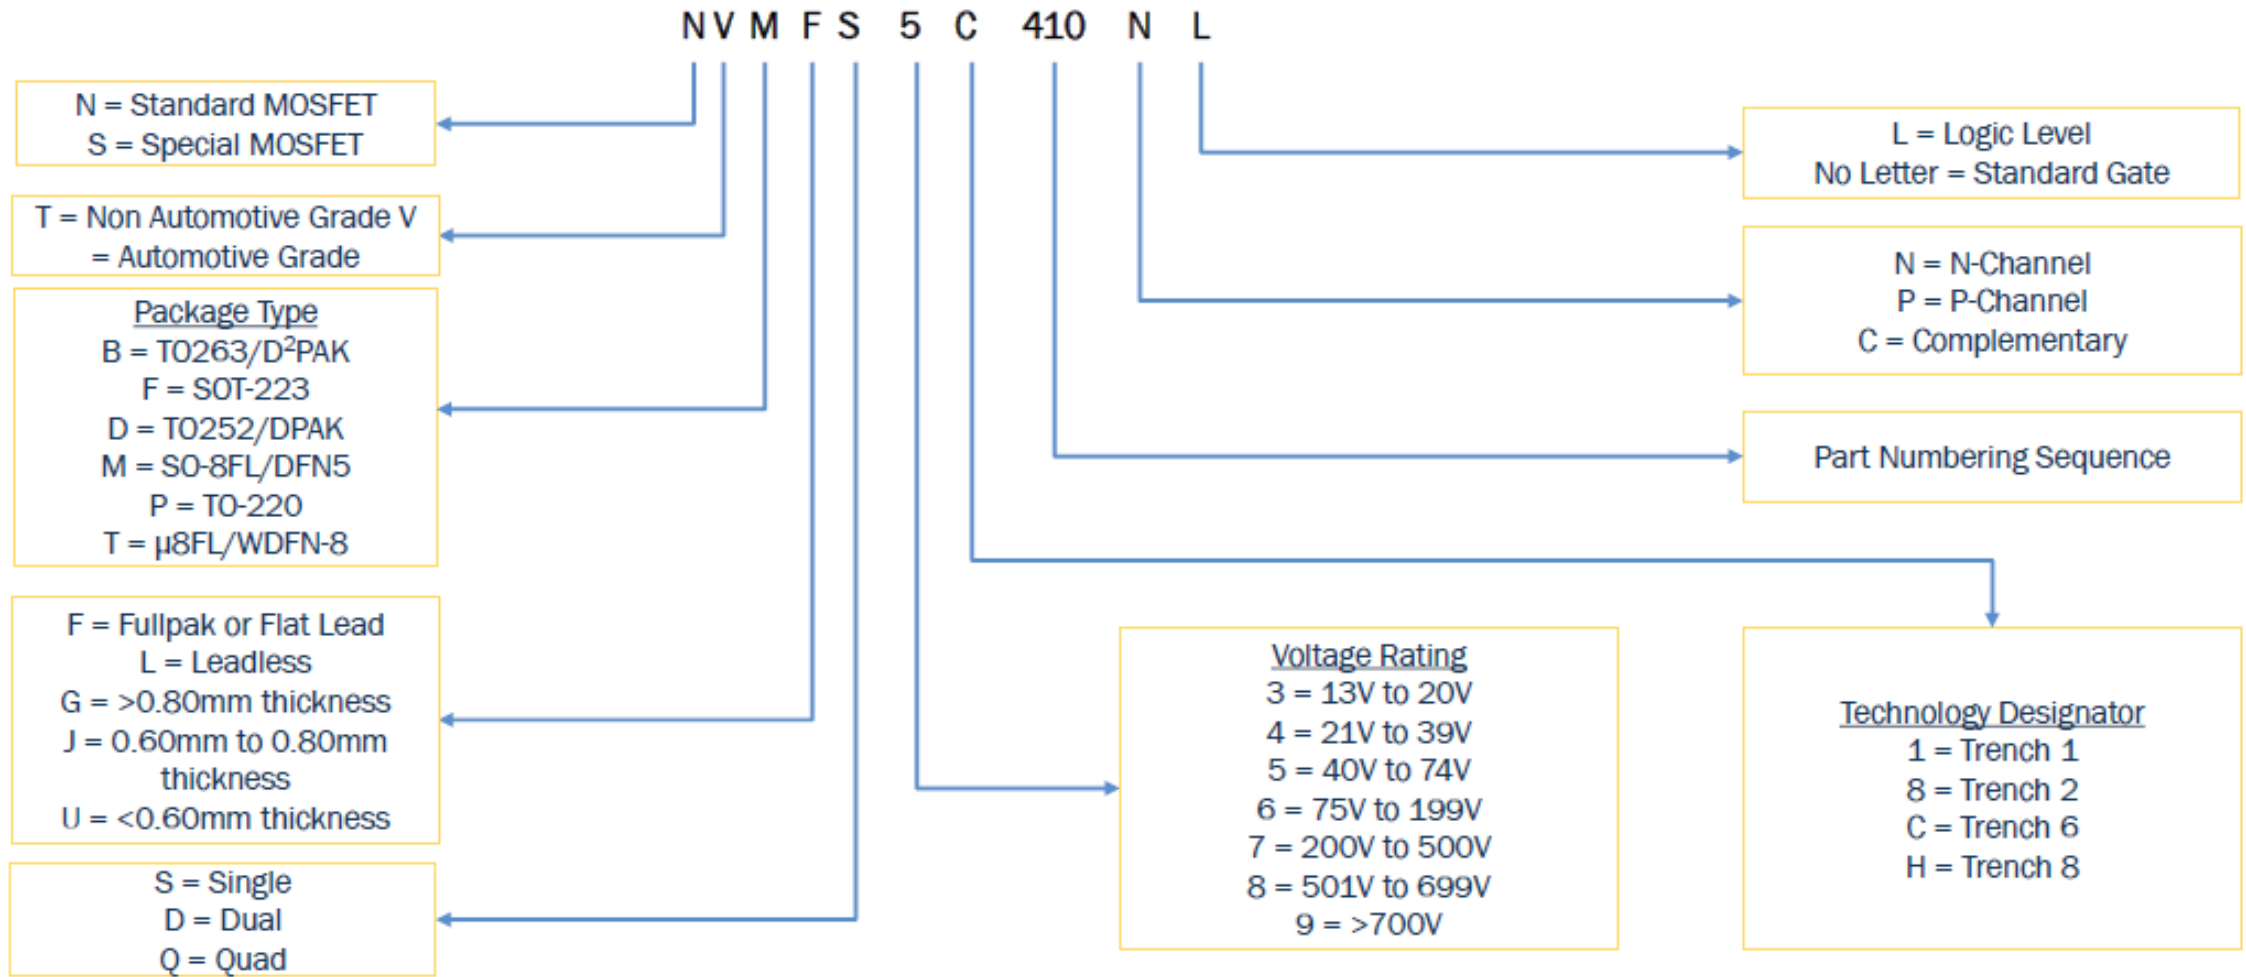 N V M F S 5 C 410 N L
N = Standard MOSFET
S = Special MOSFET
T = Non Automotive Grade V
= Automotive Grade
Package Type
B = TO263/D²PAK
F = SOT-223
D = TO252/DPAK
M = SO-8FL/DFN5
P = TO-220
T = µ8FL/WDFN-8
F = Fullpak or Flat Lead
L = Leadless
G = >0.80mm thickness
J = 0.60mm to 0.80mm
thickness
U = <0.60mm thickness
S = Single
D = Dual
Q = Quad
Voltage Rating
3 = 13V to 20V
4 = 21V to 39V
5 = 40V to 74V
6 = 75V to 199V
7 = 200V to 500V
8 = 501V to 699V
9 = >700V
L = Logic Level
No Letter = Standard Gate
N = N-Channel
P = P-Channel
C = Complementary
Part Numbering Sequence
Technology Designator
1 = Trench 1
8 = Trench 2
C = Trench 6
H = Trench 8